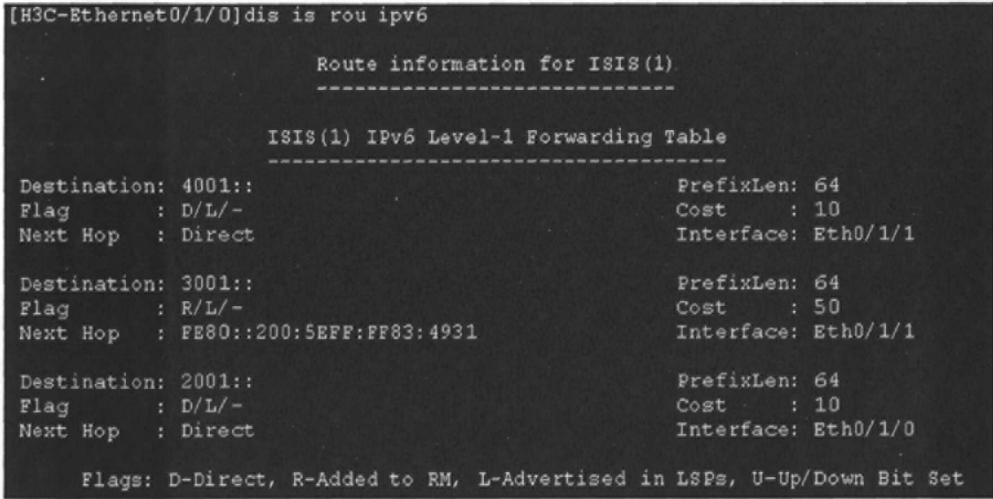 [H3C-Ethernet0/1/0]dis is rou ipv6
Route information for ISIS(1)
------------------------------
ISIS(1) IPv6 Level-1 Forwarding Table
--------------------------------------
Destination: 4001:: PrefixLen: 64
Flag : D/L/- Cost : 10
Next Hop : Direct Interface: Eth0/1/1
Destination: 3001:: PrefixLen: 64
Flag : R/L/- Cost : 50
Next Hop : FE80::200:5EFF:FF83:4931 Interface: Eth0/1/1
Destination: 2001:: PrefixLen: 64
Flag : D/L/- Cost : 10
Next Hop : Direct Interface: Eth0/1/0
Flags: D-Direct, R-Added to RM, L-Advertised in LSPs, U-Up/Down Bit Set